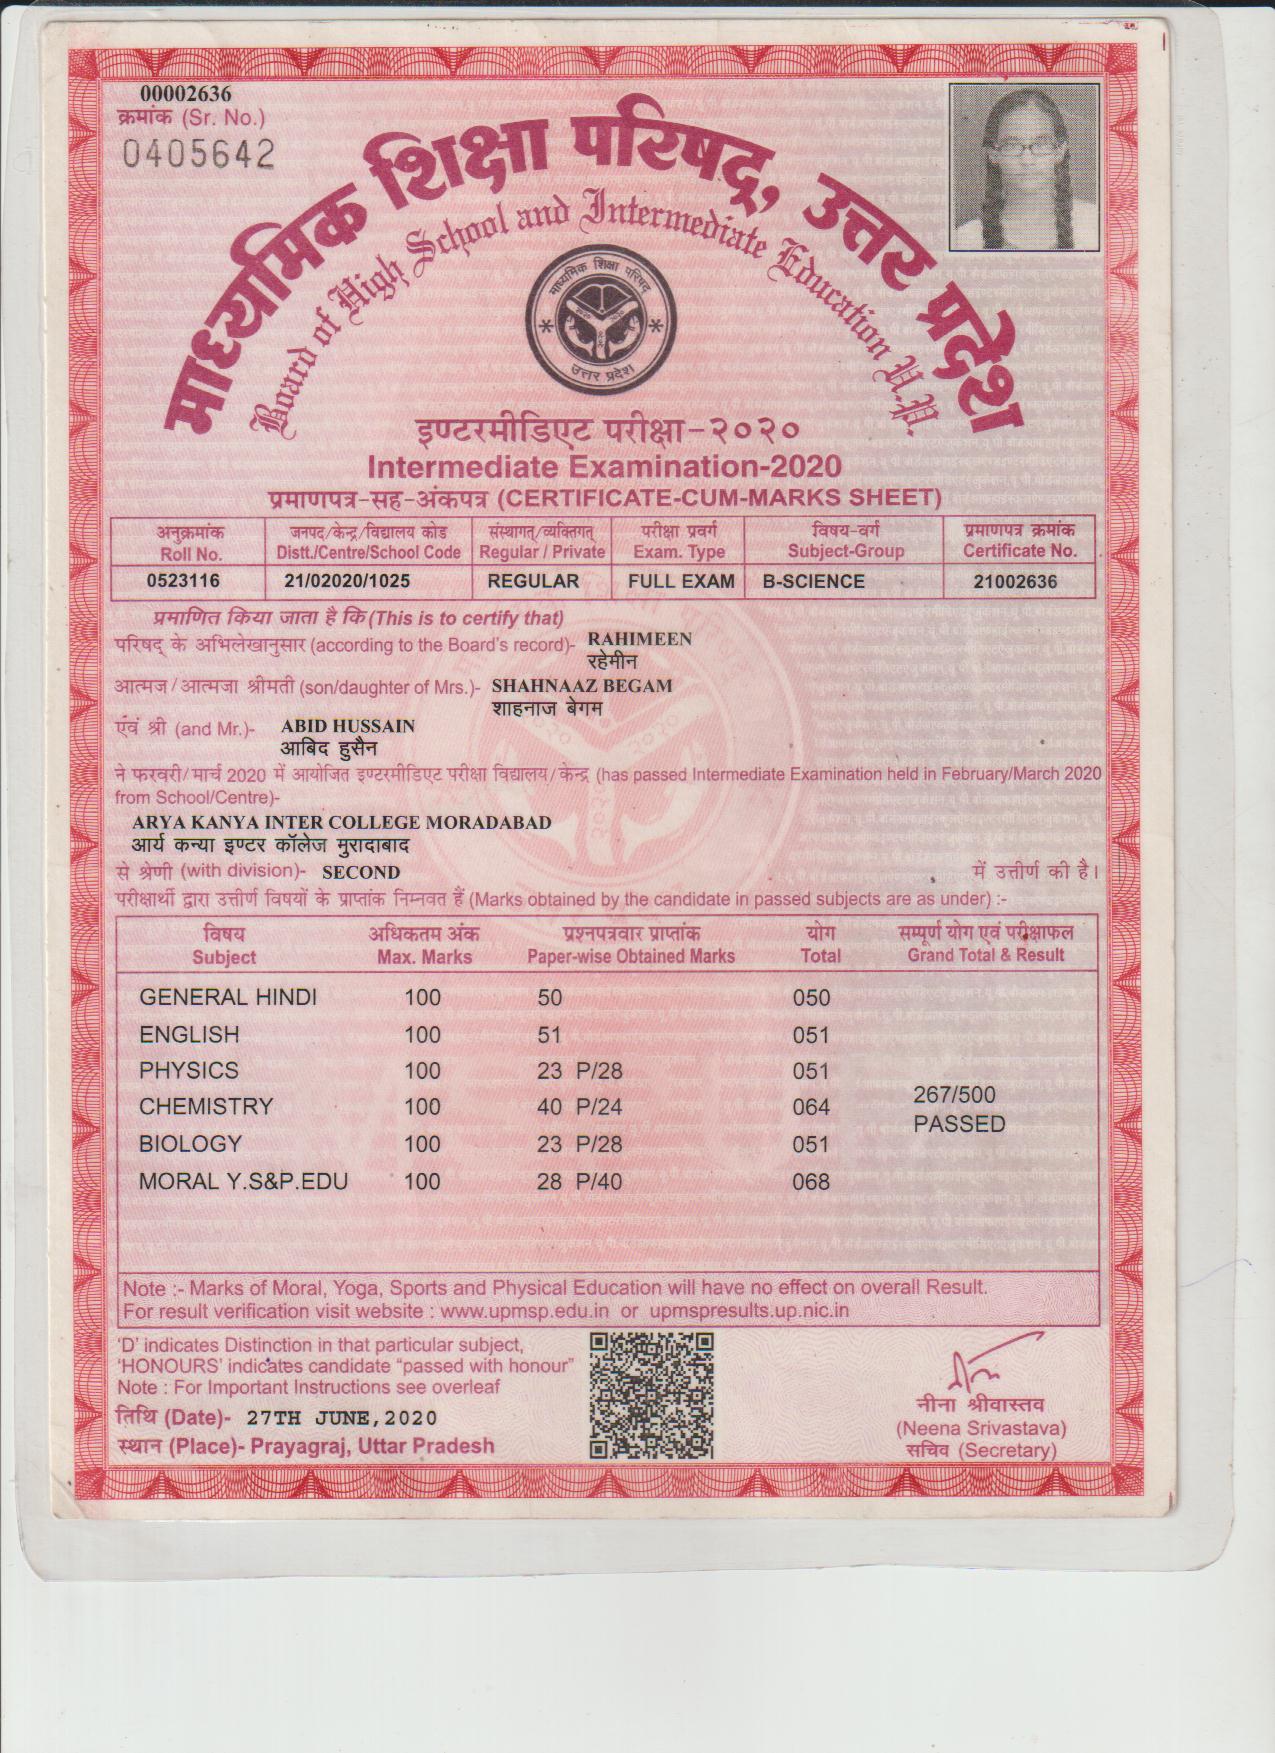 00002636
क्रमांक (Sr. No.)
0405642
माध्यमिक शिक्षा परिषद्, उत्तर प्रदेश
Board of High School and Intermediate Education U.P.
माध्यमिक शिक्षा परिषद
उत्तर प्रदेश
इण्टरमीडिएट परीक्षा-२०२०
Intermediate Examination-2020
प्रमाणपत्र-सह-अंकपत्र (CERTIFICATE-CUM-MARKS SHEET)
अनुक्रमांक जनपद/केन्द्र/विद्यालय कोड संस्थागत्/व्यक्तिगत् परीक्षा प्रवर्ग विषय-वर्ग प्रमाणपत्र क्रमांक
Roll No. Distt./Centre/School Code Regular / Private Exam. Type Subject-Group Certificate No.
0523116 21/02020/1025 REGULAR FULL EXAM B-SCIENCE 21002636
प्रमाणित किया जाता है कि (This is to certify that)
परिषद् के अभिलेखानुसार (according to the Board's record)- RAHIMEEN
रहेमीन
आत्मज/आत्मजा श्रीमती (son/daughter of Mrs.)- SHAHNAAZ BEGAM
शाहनाज बेगम
एंवं श्री (and Mr.)- ABID HUSSAIN
आबिद हुसैन
ने फरवरी/मार्च 2020 में आयोजित इण्टरमीडिएट परीक्षा विद्यालय/केन्द्र (has passed Intermediate Examination held in February/March 2020
from School/Centre)-
ARYA KANYA INTER COLLEGE MORADABAD
आर्य कन्या इण्टर कॉलेज मुरादाबाद
से श्रेणी (with division)- SECOND में उत्तीर्ण की है।
परीक्षार्थी द्वारा उत्तीर्ण विषयों के प्राप्तांक निम्नवत हैं (Marks obtained by the candidate in passed subjects are as under) :-
विषय अधिकतम अंक प्रश्नपत्रवार प्राप्तांक योग सम्पूर्ण योग एवं परीक्षाफल
Subject Max. Marks Paper-wise Obtained Marks Total Grand Total & Result
GENERAL HINDI 100 50 050
ENGLISH 100 51 051
PHYSICS 100 23 P/28 051
267/500
CHEMISTRY 100 40 P/24 064
PASSED
BIOLOGY 100 23 P/28 051
MORAL Y.S&P.EDU 100 28 P/40 068
Note :- Marks of Moral, Yoga, Sports and Physical Education will have no effect on overall Result.
For result verification visit website : www.upmsp.edu.in or upmspresults.up.nic.in
'D' indicates Distinction in that particular subject,
'HONOURS' indicates candidate "passed with honour"
Note : For Important Instructions see overleaf
तिथि (Date)- 27TH JUNE,2020
स्थान (Place)- Prayagraj, Uttar Pradesh
नीना श्रीवास्तव
(Neena Srivastava)
सचिव (Secretary)